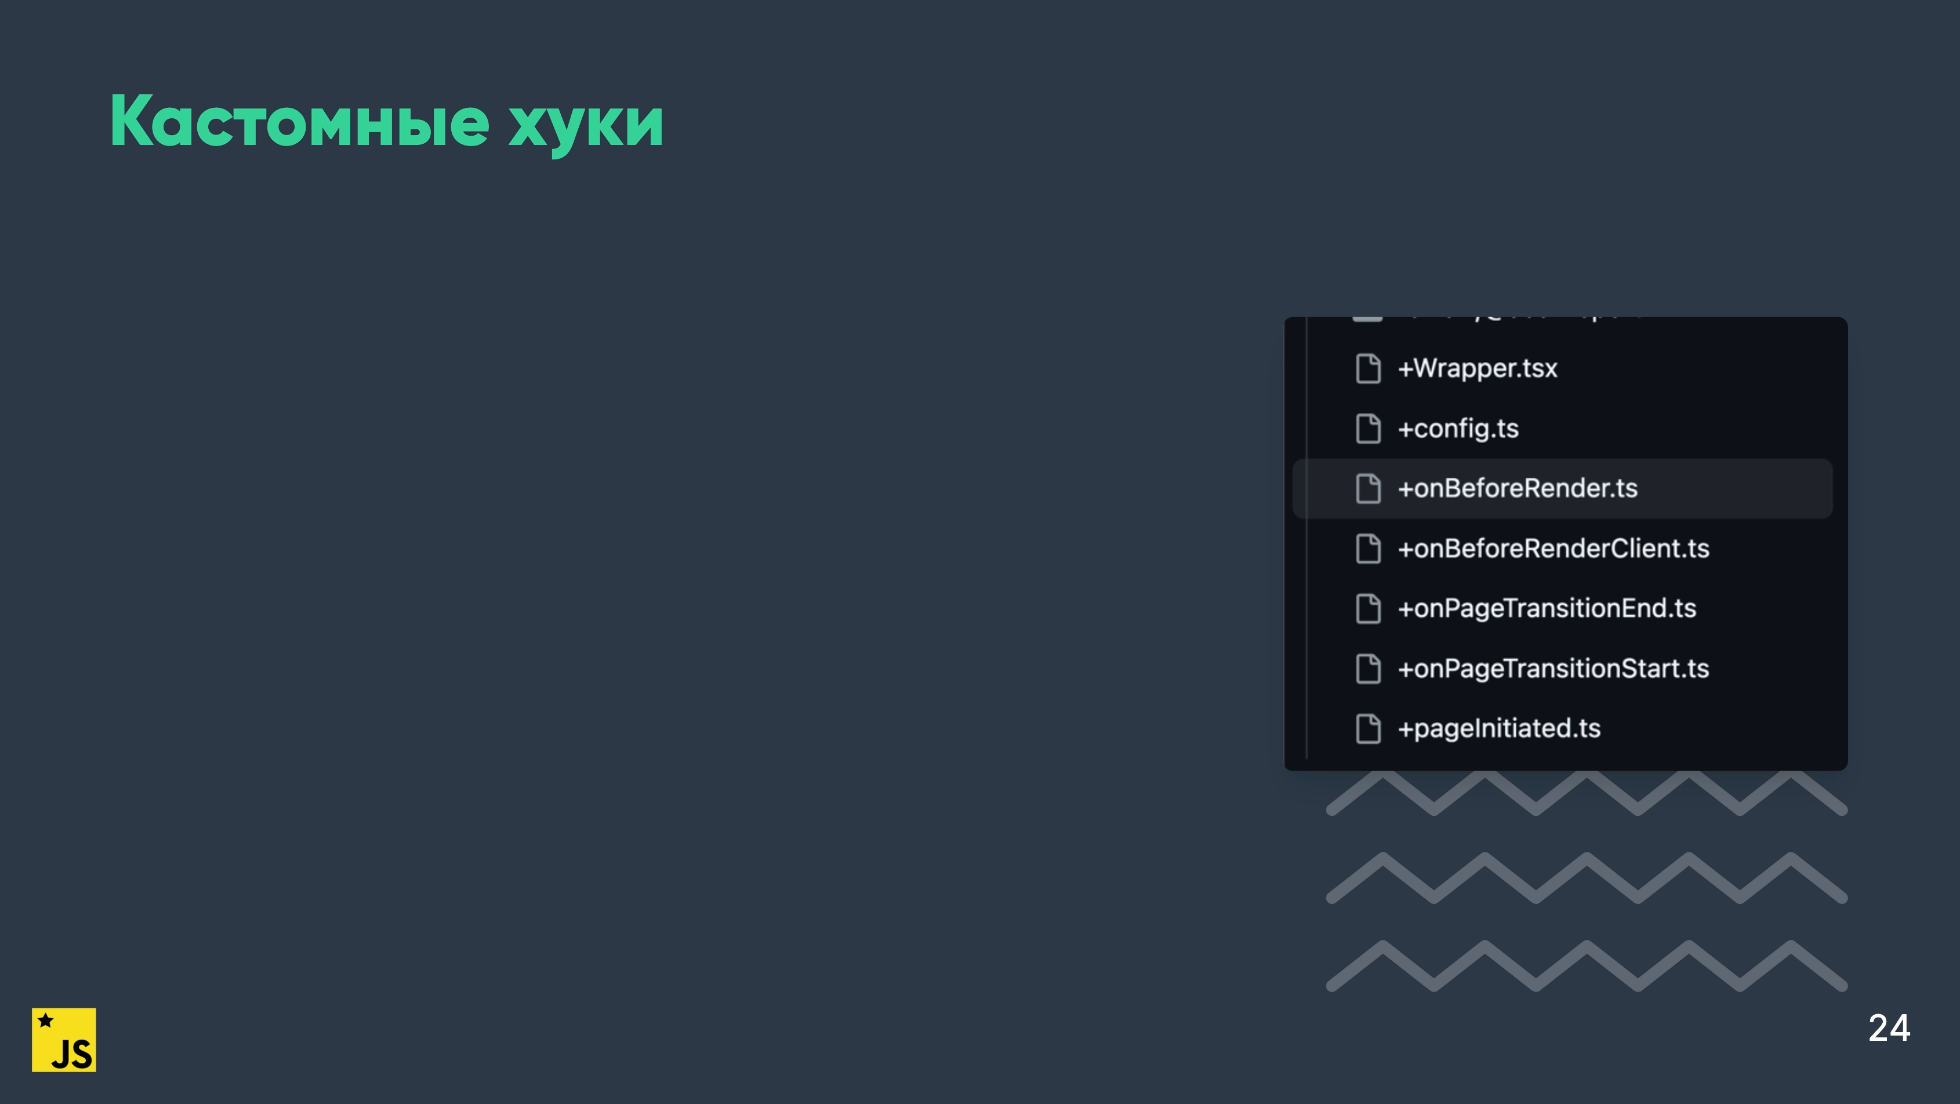 Кастомные хуки
+Wrapper.tsx
+config.ts
+onBeforeRender.ts
+onBeforeRenderClient.ts
+onPageTransitionEnd.ts
+onPageTransitionStart.ts
+pageInitiated.ts
JS
24